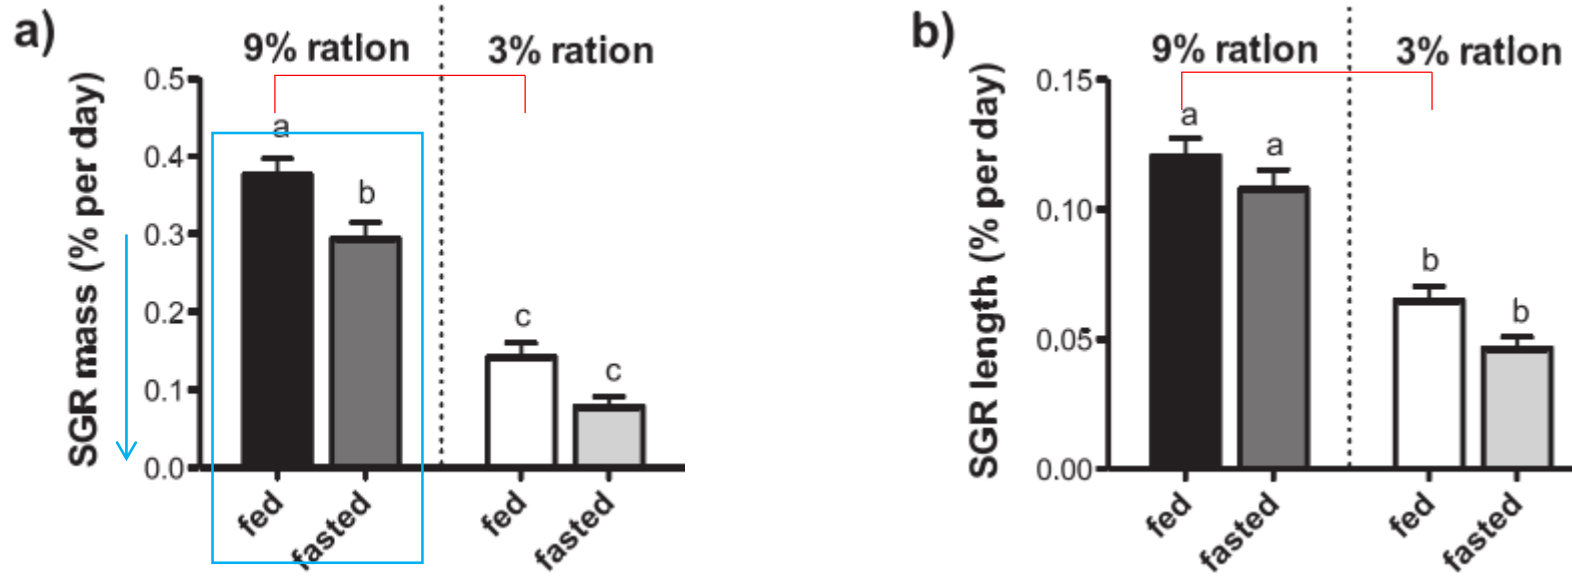 a)
9% ration
3% ration
SGR mass (% per day)
0.5
0.4
0.3
0.2
0.1
0.0
a
b
c
c
fed
fasted
fed
fasted
b)
9% ration
3% ration
SGR length (% per day)
0.15
0.10
0.05
0.00
a
a
b
b
fed
fasted
fed
fasted